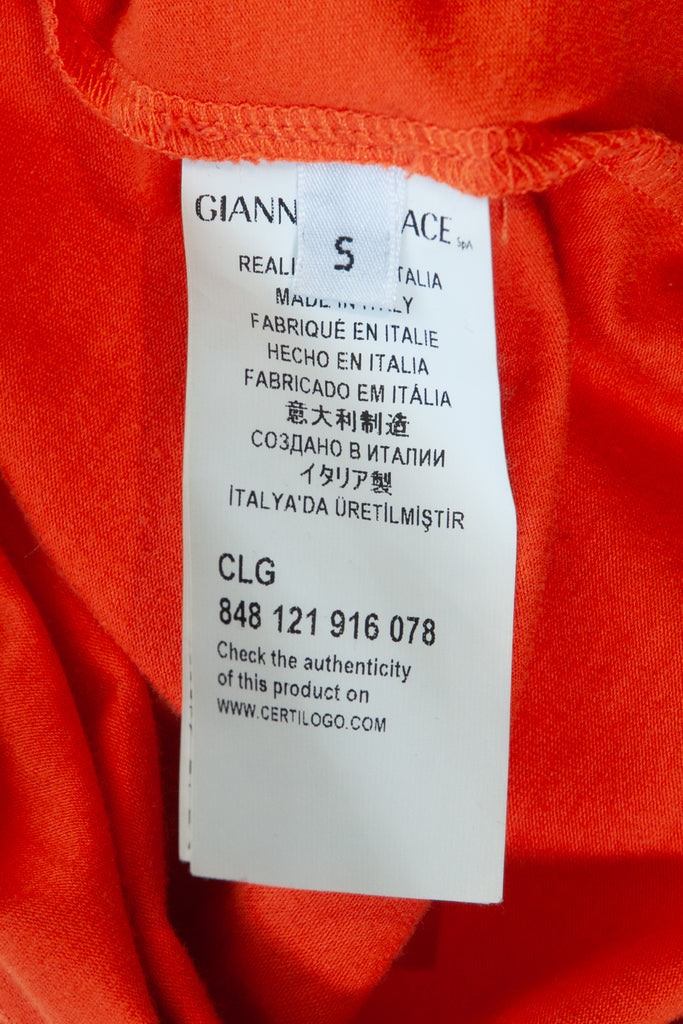 GIANN ACE SpA
S
REALI TALIA
MADE IN ITALY
FABRIQUÉ EN ITALIE
HECHO EN ITALIA
FABRICADO EM ITÁLIA
意大利制造
СОЗДАНО В ИТАЛИИ
イタリア製
İTALYA'DA ÜRETİLMİŞTİR
CLG
848 121 916 078
Check the authenticity
of this product on
WWW.CERTILOGO.COM